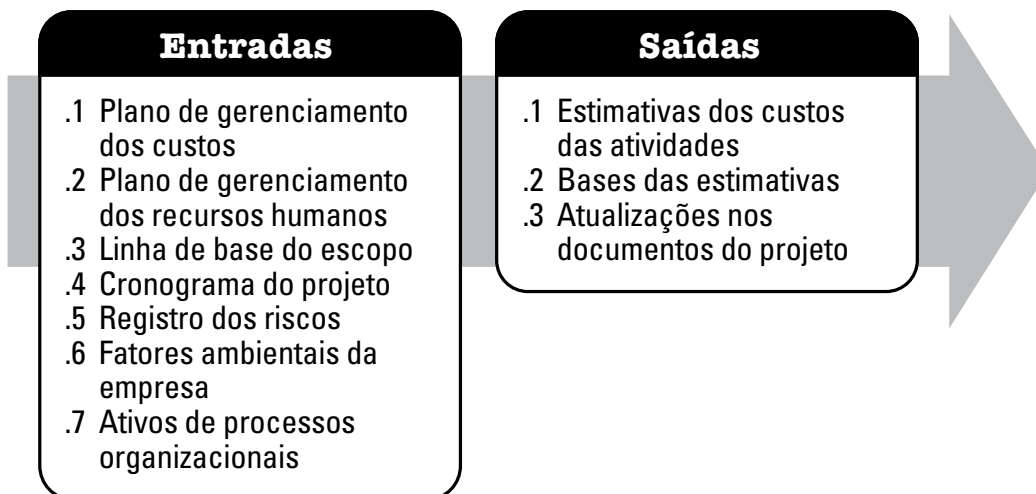 Entradas
.1 Plano de gerenciamento
dos custos
.2 Plano de gerenciamento
dos recursos humanos
.3 Linha de base do escopo
.4 Cronograma do projeto
.5 Registro dos riscos
.6 Fatores ambientais da
empresa
.7 Ativos de processos
organizacionais
Saídas
.1 Estimativas dos custos
das atividades
.2 Bases das estimativas
.3 Atualizações nos
documentos do projeto